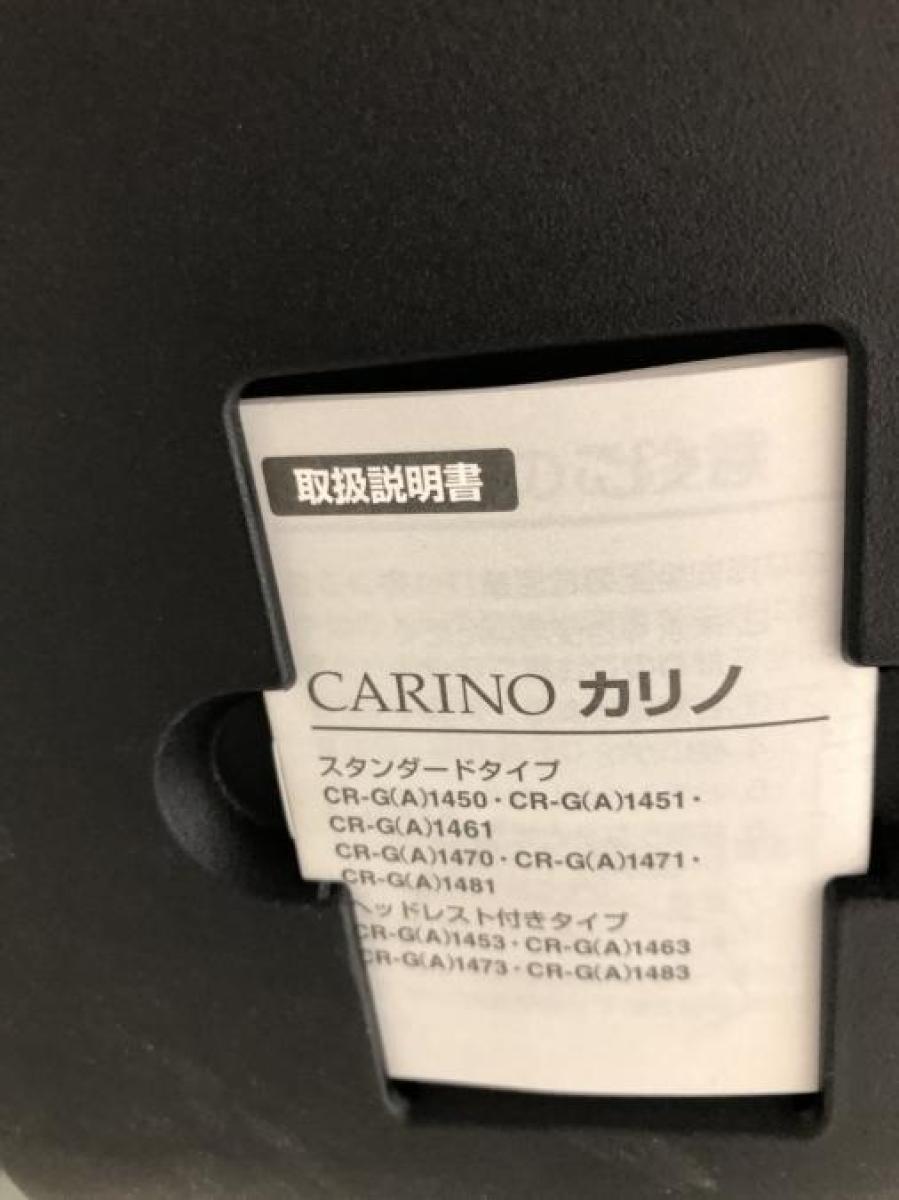 取扱説明書
CARINO カリノ
スタンダードタイプ
CR-G(A)1450・CR-G(A)1451・
CR-G(A)1461
CR-G(A)1470・CR-G(A)1471・
CR-G(A)1481
ヘッドレスト付きタイプ
CR-G(A)1453・CR-G(A)1463
CR-G(A)1473・CR-G(A)1483